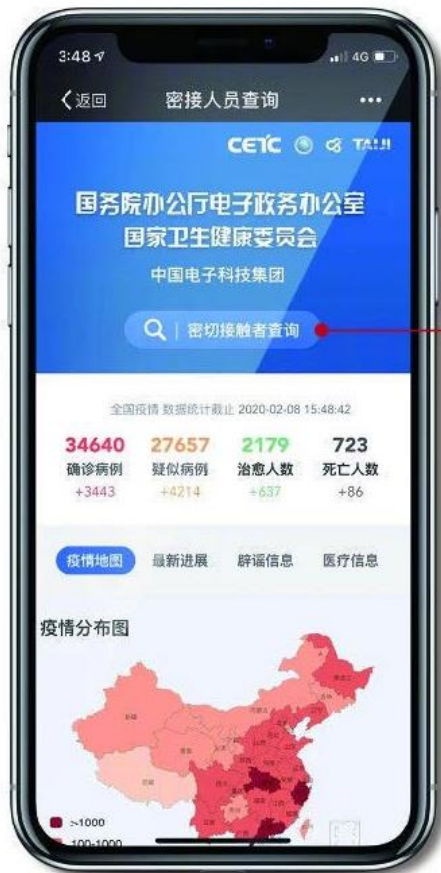 3:48
4G
返回
密接人员查询
CETC
TAIJI
国务院办公厅电子政务办公室
国家卫生健康委员会
中国电子科技集团
密切接触者查询
全国疫情 数据统计截止 2020-02-08 15:48:42
34640 27657 2179 723
确诊病例 疑似病例 治愈人数 死亡人数
+3443 +4214 +637 +86
疫情地图 最新进展 辟谣信息 医疗信息
疫情分布图
>1000
100-1000